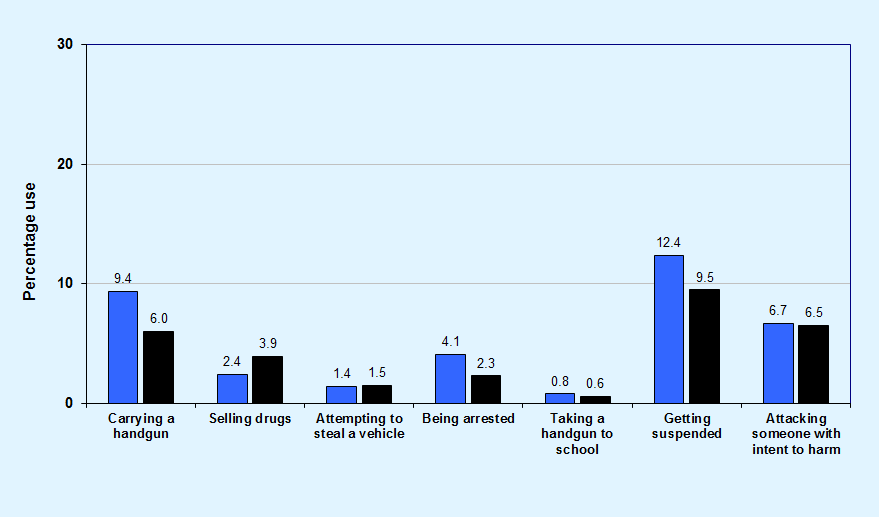 30
20
10
0
Percentage use
9.4
6.0
2.4
3.9
1.4
1.5
4.1
2.3
0.8
0.6
12.4
9.5
6.7
6.5
Carrying a
handgun
Selling drugs
Attempting to
steal a vehicle
Being arrested
Taking a
handgun to
school
Getting
suspended
Attacking
someone with
intent to harm